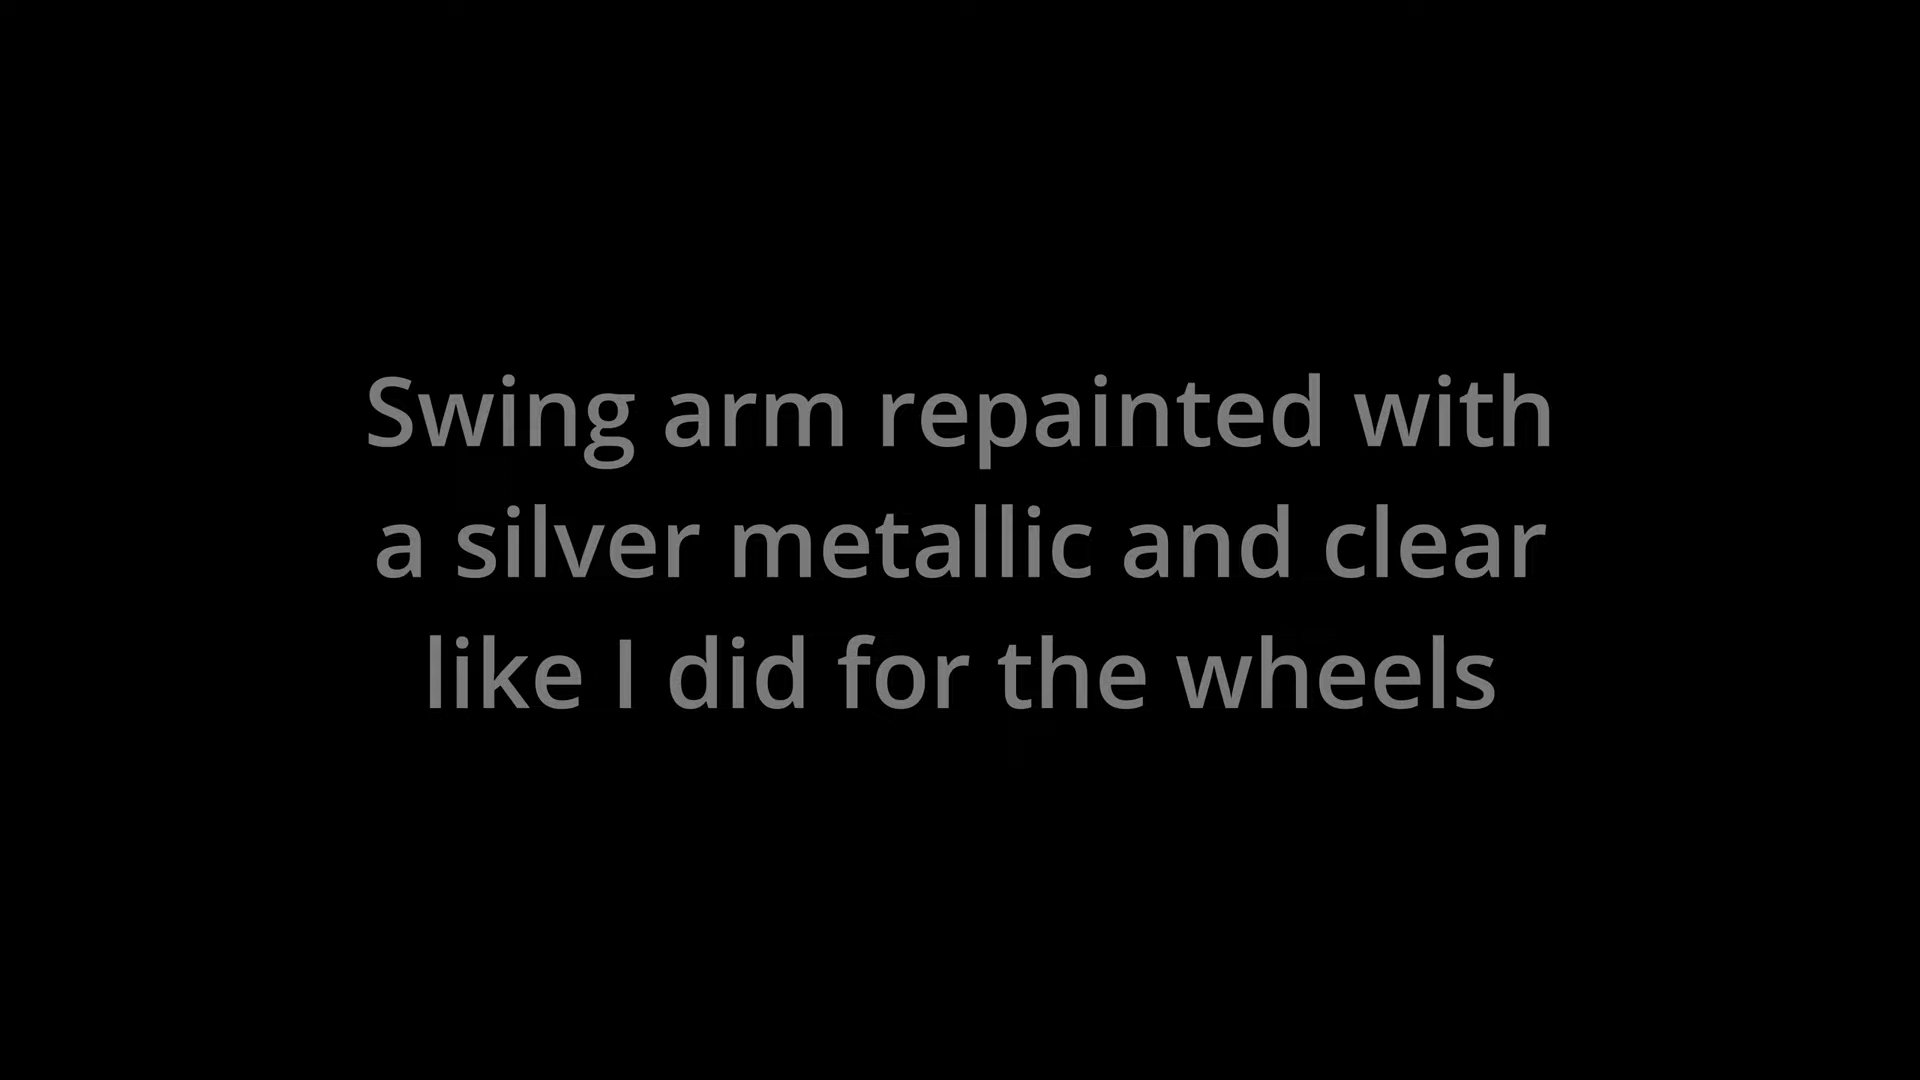 Swing arm repainted with
a silver metallic and clear
like I did for the wheels